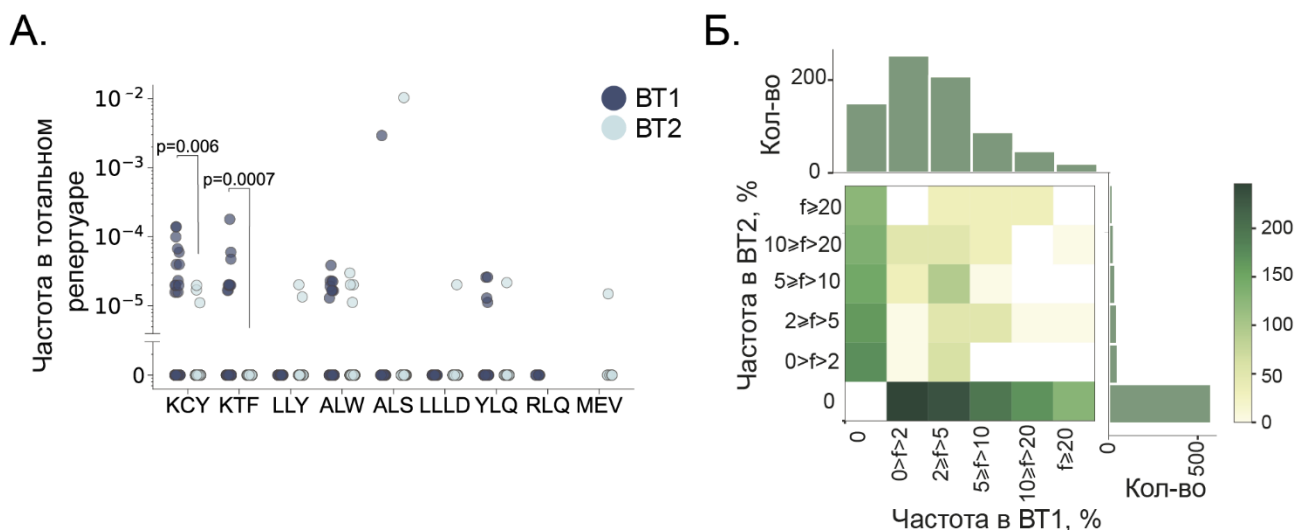 А.
Частота в тотальном
репертуаре
10⁻²
10⁻³
10⁻⁴
10⁻⁵
0
p=0.006
p=0.0007
BT1
BT2
KCY KTF LLY ALW ALS LLLD YLQ RLQ MEV
Б.
Кол-во
200
0
Частота в BT2, %
f⩾20
10⩾f>20
5⩾f>10
2⩾f>5
0>f>2
0
0
0>f>2
2⩾f>5
5⩾f>10
10⩾f>20
f⩾20
Частота в BT1, %
0
500
Кол-во
200
150
100
50
0